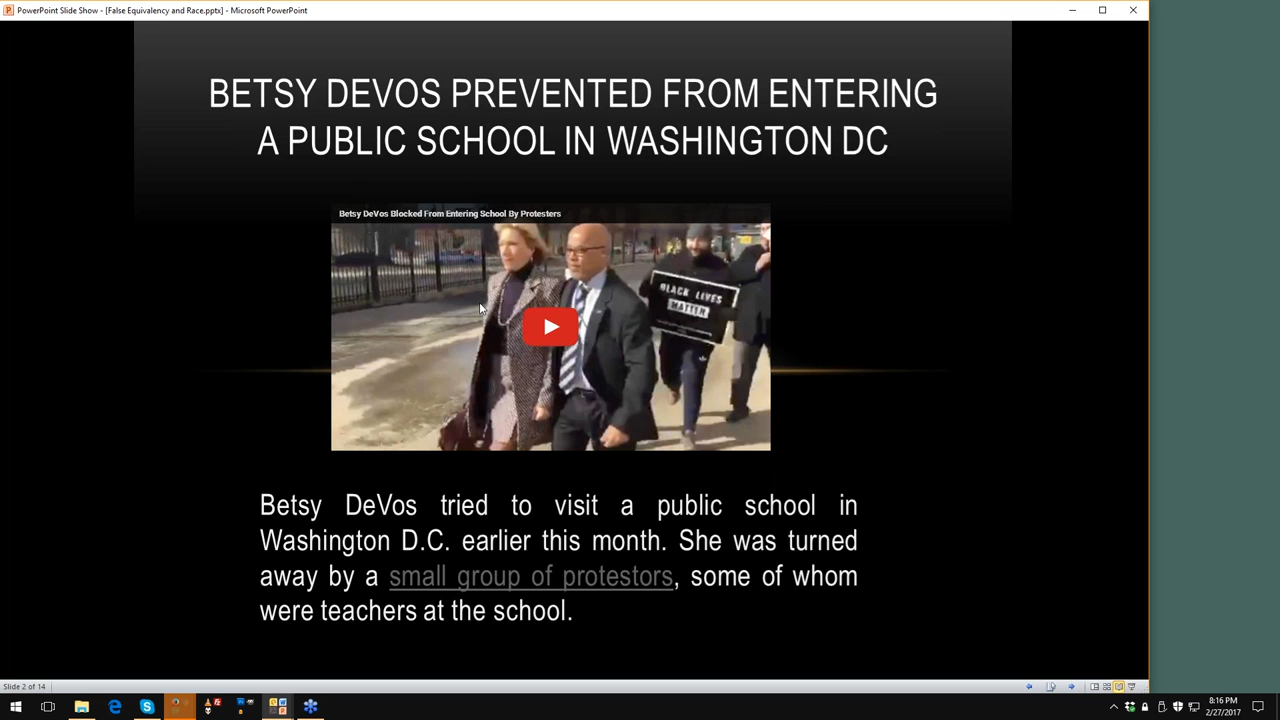 PowerPoint Slide Show - [False Equivalency and Race.pptx] - Microsoft PowerPoint
BETSY DEVOS PREVENTED FROM ENTERING
A PUBLIC SCHOOL IN WASHINGTON DC
Betsy DeVos Blocked From Entering School By Protesters
BLACK LIVES
MATTER
Betsy DeVos tried to visit a public school in
Washington D.C. earlier this month. She was turned
away by a small group of protestors, some of whom
were teachers at the school.
Slide 2 of 14
8:16 PM
2/27/2017